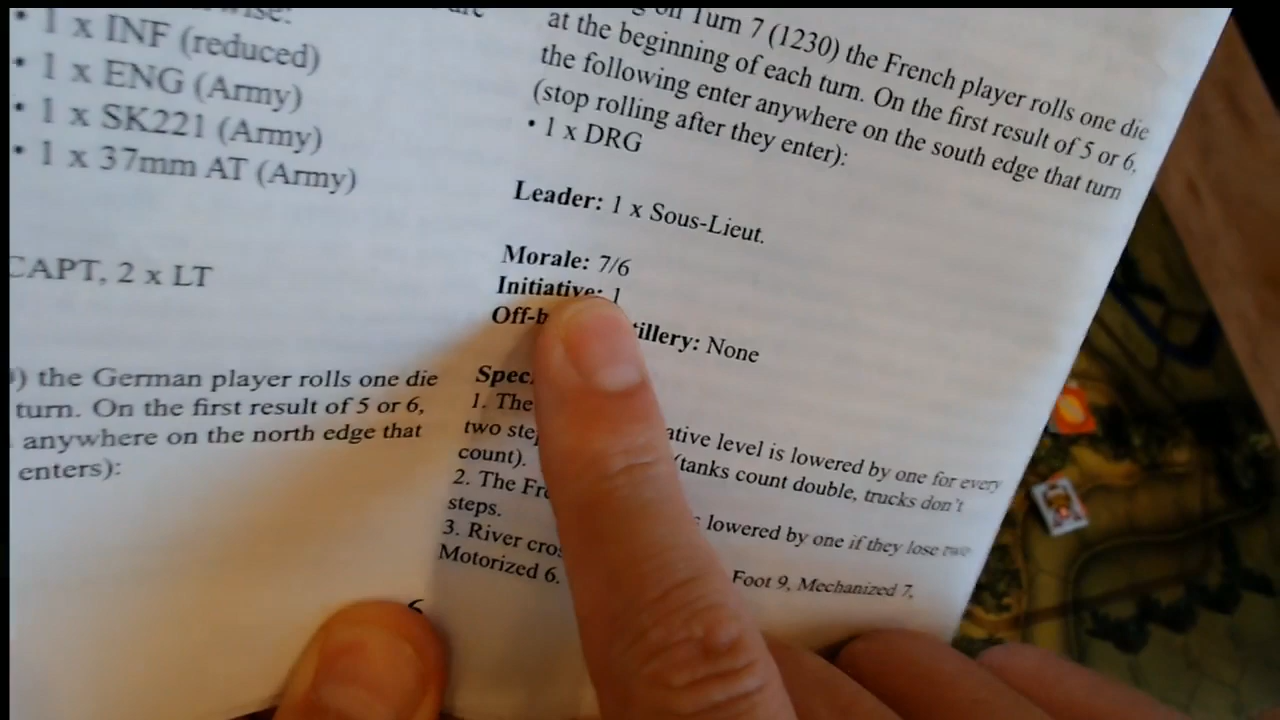 • 1 x INF (reduced)
• 1 x ENG (Army)
• 1 x SK221 (Army)
• 1 x 37mm AT (Army)
CAPT, 2 x LT
) the German player rolls one die
turn. On the first result of 5 or 6,
anywhere on the north edge that
enters):
6
on Turn 7 (1230) the French player rolls one die
at the beginning of each turn. On the first result of 5 or 6,
the following enter anywhere on the south edge that turn
(stop rolling after they enter):
• 1 x DRG
Leader: 1 x Sous-Lieut.
Morale: 7/6
Initiative: 1
Off-b tillery: None
Spec
1. The ative level is lowered by one for every
two ste (tanks count double, trucks don't
count).
2. The Fr lowered by one if they lose two
steps.
3. River cro Foot 9, Mechanized 7,
Motorized 6.